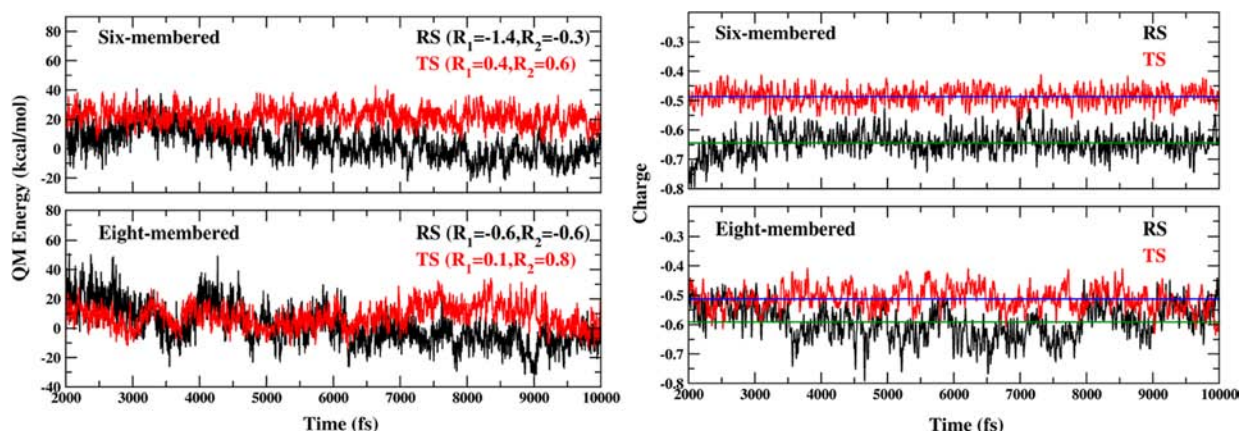 80
60
40
20
0
-20
Six-membered
RS (R1=-1.4,R2=-0.3)
TS (R1=0.4,R2=0.6)
80
60
40
20
0
-20
-40
Eight-membered
RS (R1=-0.6,R2=-0.6)
TS (R1=0.1,R2=0.8)
QM Energy (kcal/mol)
2000 3000 4000 5000 6000 7000 8000 9000 10000
Time (fs)
-0.2
-0.3
-0.4
-0.5
-0.6
-0.7
-0.8
Six-membered
RS
TS
-0.3
-0.4
-0.5
-0.6
-0.7
-0.8
Eight-membered
RS
TS
Charge
2000 3000 4000 5000 6000 7000 8000 9000 10000
Time (fs)